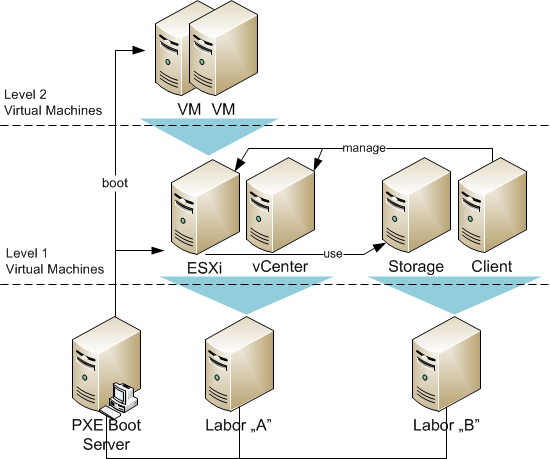 Level 2
Virtual Machines
VM VM
manage
boot
use
Level 1
Virtual Machines
ESXi
vCenter
Storage
Client
PXE Boot
Server
Labor „A”
Labor „B”